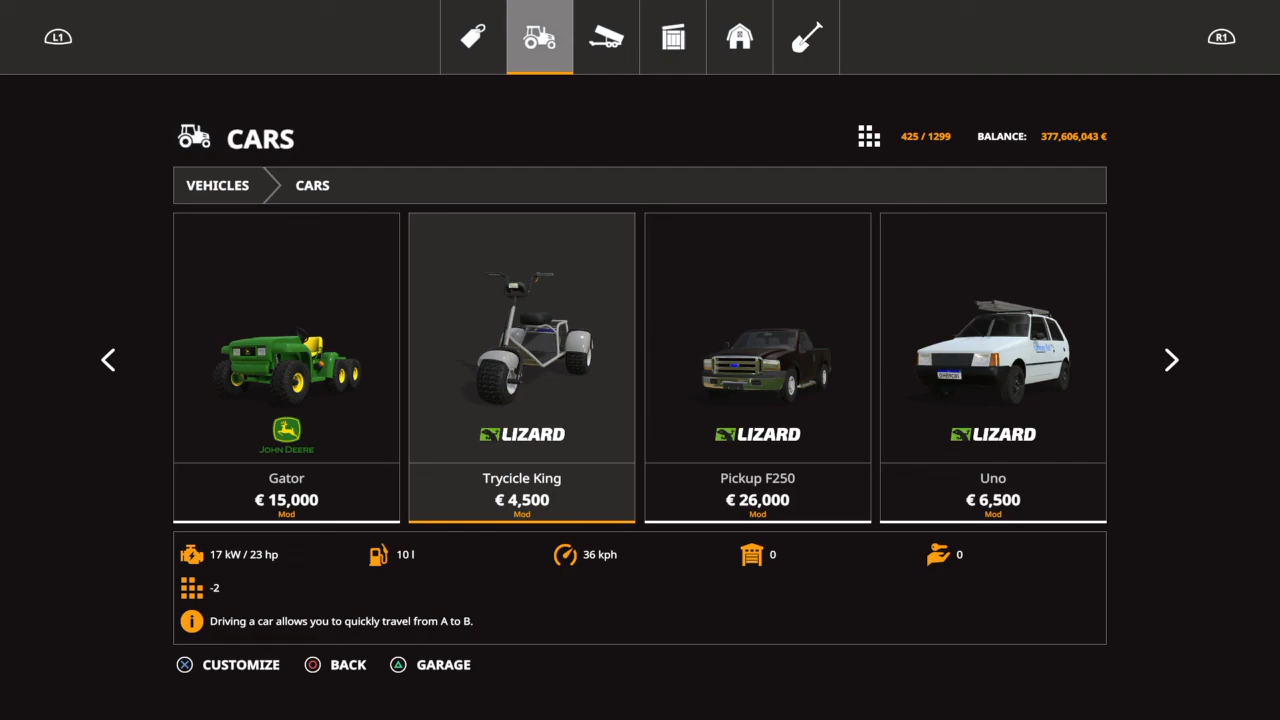 L1
R1
CARS
425 / 1299
BALANCE:
377,606,043 €
VEHICLES
CARS
JOHN DEERE
LIZARD
LIZARD
LIZARD
Gator
Trycicle King
Pickup F250
Uno
€ 15,000
€ 4,500
€ 26,000
€ 6,500
Mod
Mod
Mod
Mod
17 kW / 23 hp
10 l
36 kph
0
0
-2
Driving a car allows you to quickly travel from A to B.
CUSTOMIZE
BACK
GARAGE